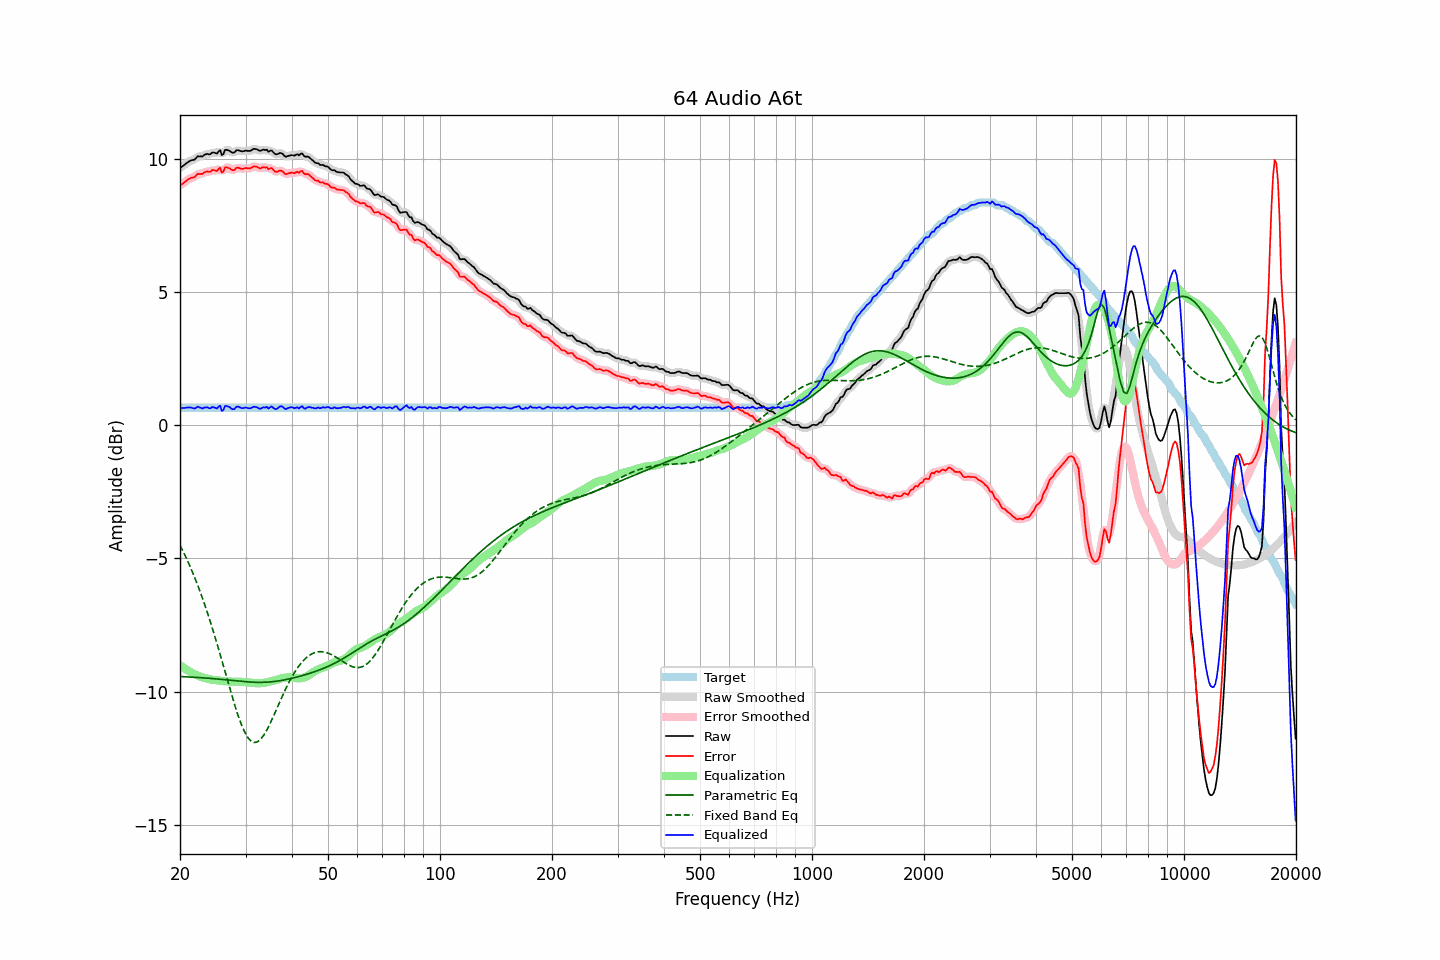 64 Audio A6t
10
5
0
−5
−10
−15
Amplitude (dBr)
20
50
100
200
500
1000
2000
5000
10000
20000
Frequency (Hz)
Target
Raw Smoothed
Error Smoothed
Raw
Error
Equalization
Parametric Eq
Fixed Band Eq
Equalized